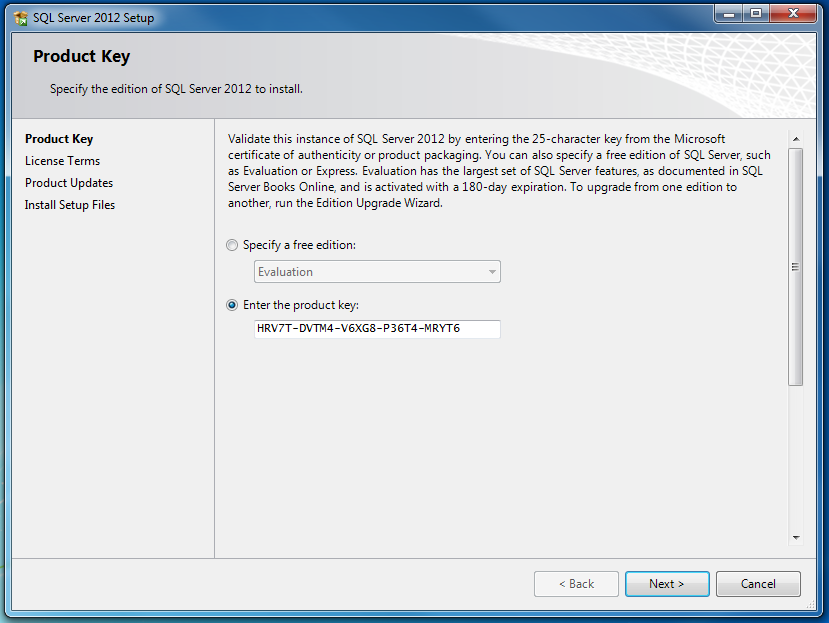 SQL Server 2012 Setup
Product Key
Specify the edition of SQL Server 2012 to install.
Product Key
License Terms
Product Updates
Install Setup Files
Validate this instance of SQL Server 2012 by entering the 25-character key from the Microsoft
certificate of authenticity or product packaging. You can also specify a free edition of SQL Server, such
as Evaluation or Express. Evaluation has the largest set of SQL Server features, as documented in SQL
Server Books Online, and is activated with a 180-day expiration. To upgrade from one edition to
another, run the Edition Upgrade Wizard.
Specify a free edition:
Evaluation
Enter the product key:
HRV7T-DVTM4-V6XG8-P36T4-MRYT6
< Back
Next >
Cancel